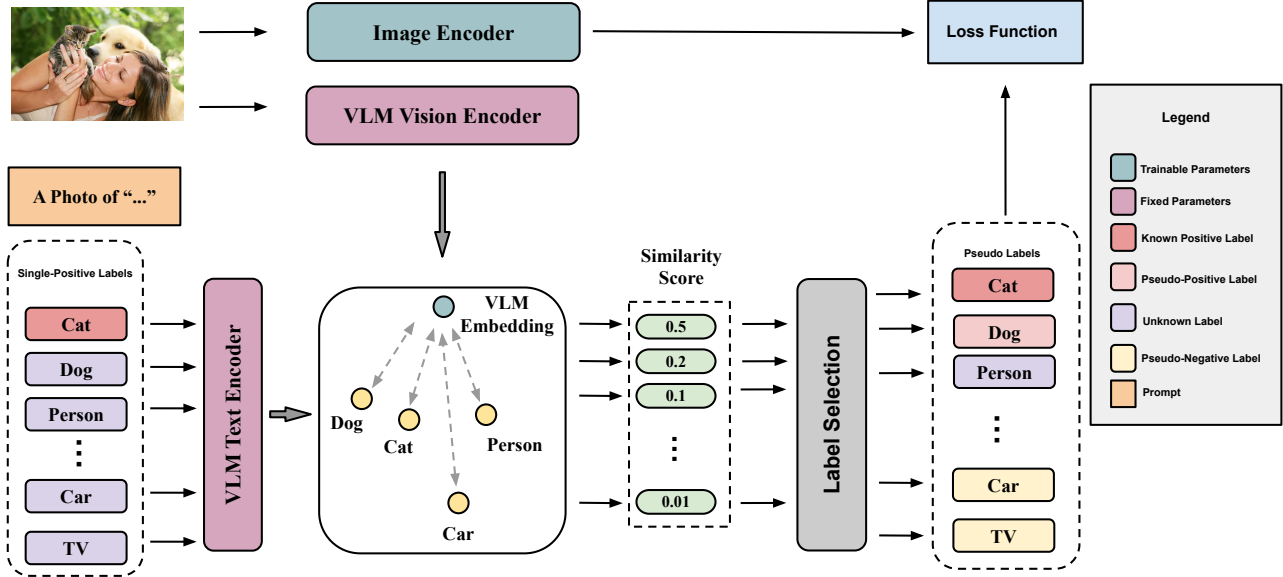 Image Encoder
Loss Function
VLM Vision Encoder
A Photo of “...”
Single-Positive Labels
Cat
Dog
Person
Car
TV
VLM Text Encoder
VLM
Embedding
Dog
Cat
Person
Car
Similarity
Score
0.5
0.2
0.1
0.01
Label Selection
Pseudo Labels
Cat
Dog
Person
Car
TV
Legend
Trainable Parameters
Fixed Parameters
Known Positive Label
Pseudo-Positive Label
Unknown Label
Pseudo-Negative Label
Prompt